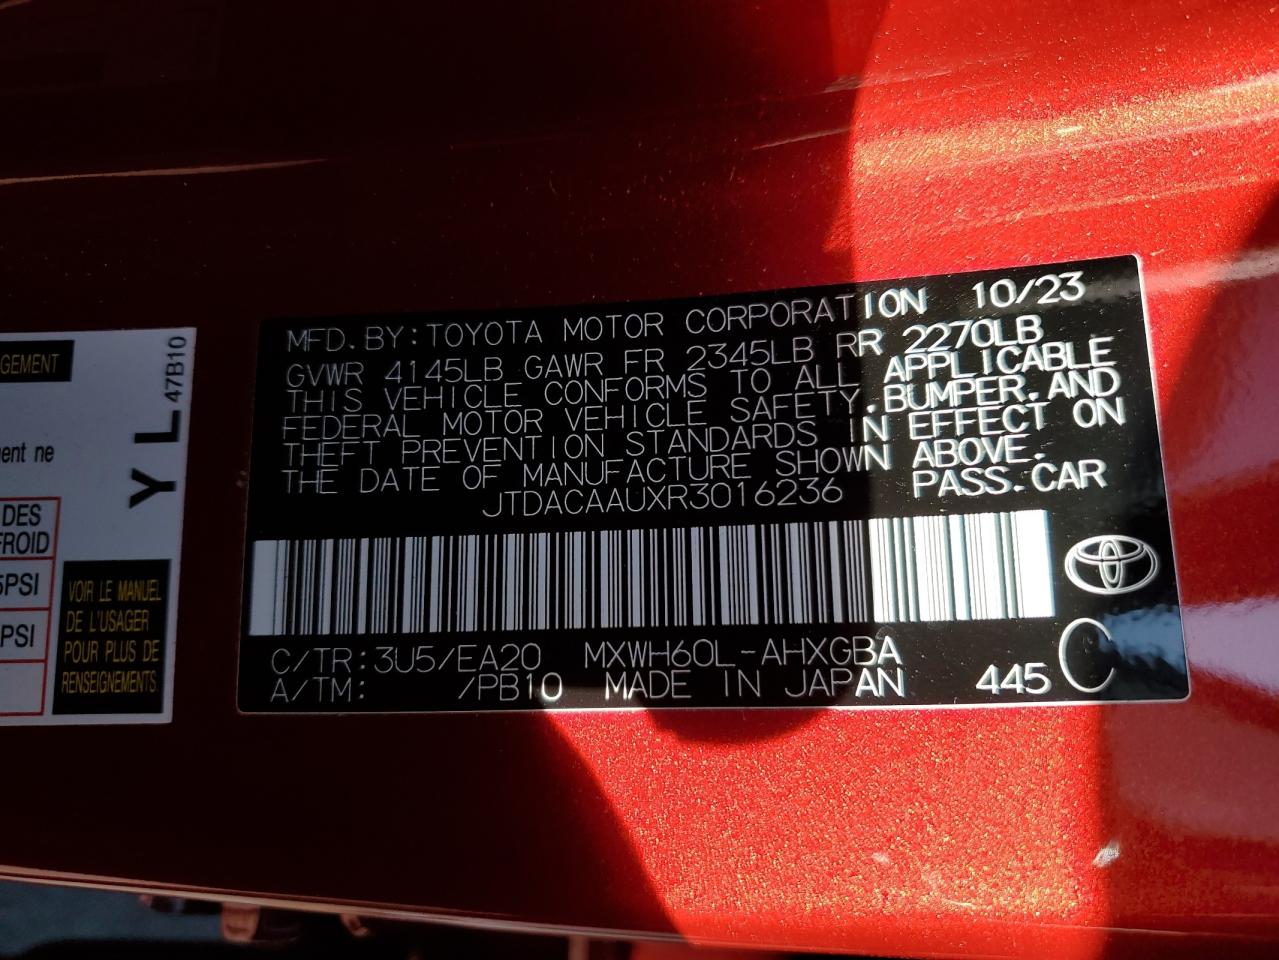 AGEMENT
47B10
YL
ment ne
DES
FROID
5PSI
PSI
VOIR LE MANUEL
DE L'USAGER
POUR PLUS DE
RENSEIGNEMENTS.
MFD. BY: TOYOTA MOTOR CORPORATION 10/23
GVWR 4145LB GAWR FR 2345LB RR 2270LB
THIS VEHICLE CONFORMS TO ALL APPLICABLE
FEDERAL MOTOR VEHICLE SAFETY, BUMPER, AND
THEFT PREVENTION STANDARDS IN EFFECT ON
THE DATE OF MANUFACTURE SHOWN ABOVE.
JTDACAAUXR3016236 PASS. CAR
C/TR: 3U5/EA20 MXWH60L-AHXGBA
A/TM: /PB10 MADE IN JAPAN 445 C